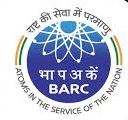 राष्ट्र की सेवा में परमाणु
भा प अ कें
BARC
ATOMS IN THE SERVICE OF THE NATION